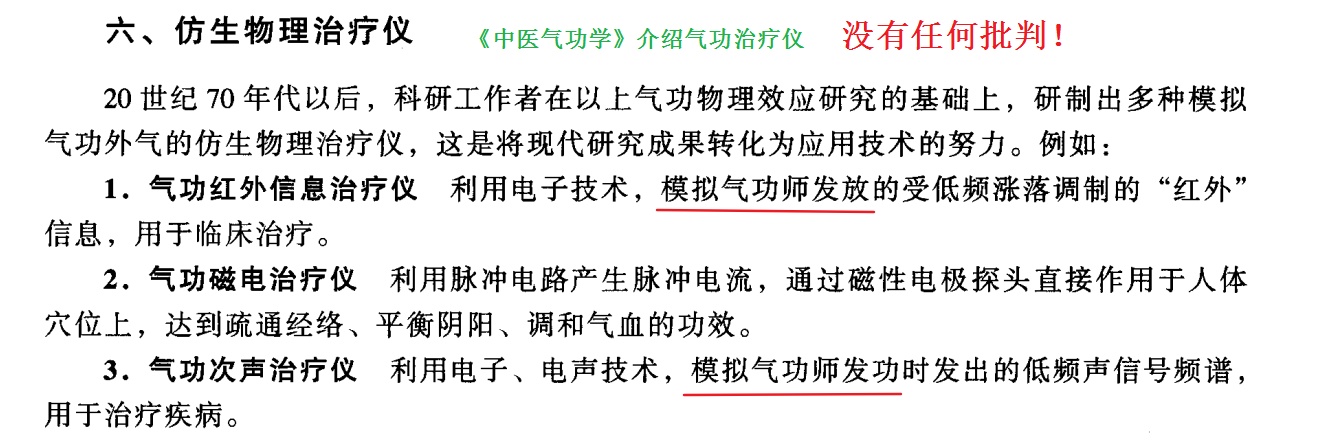 六、仿生物理治疗仪 《中医气功学》介绍气功治疗仪 没有任何批判！
20世纪70年代以后，科研工作者在以上气功物理效应研究的基础上，研制出多种模拟
气功外气的仿生物理治疗仪，这是将现代研究成果转化为应用技术的努力。例如：
1．气功红外信息治疗仪 利用电子技术，模拟气功师发放的受低频涨落调制的“红外”
信息，用于临床治疗。
2．气功磁电治疗仪 利用脉冲电路产生脉冲电流，通过磁性电极探头直接作用于人体
穴位上，达到疏通经络、平衡阴阳、调和气血的功效。
3．气功次声治疗仪 利用电子、电声技术，模拟气功师发功时发出的低频声信号频谱，
用于治疗疾病。